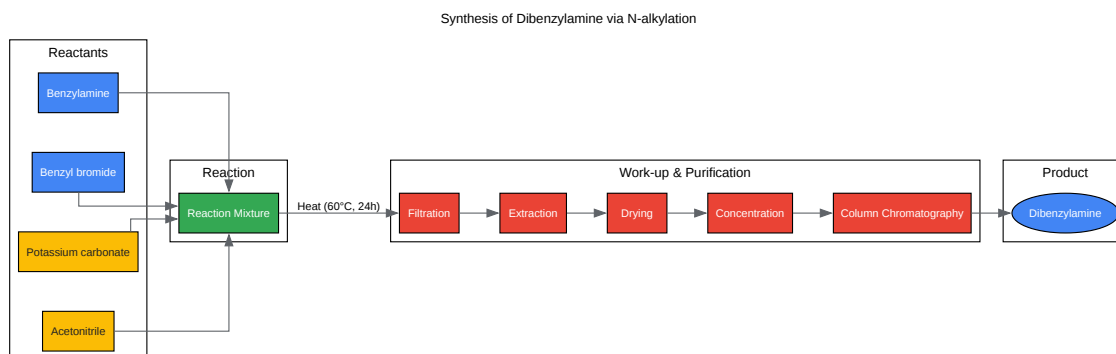 Synthesis of Dibenzylamine via N-alkylation
Reactants
Benzylamine
Benzyl bromide
Potassium carbonate
Acetonitrile
Reaction
Reaction Mixture
Heat (60°C, 24h)
Work-up & Purification
Filtration
Extraction
Drying
Concentration
Column Chromatography
Product
Dibenzylamine